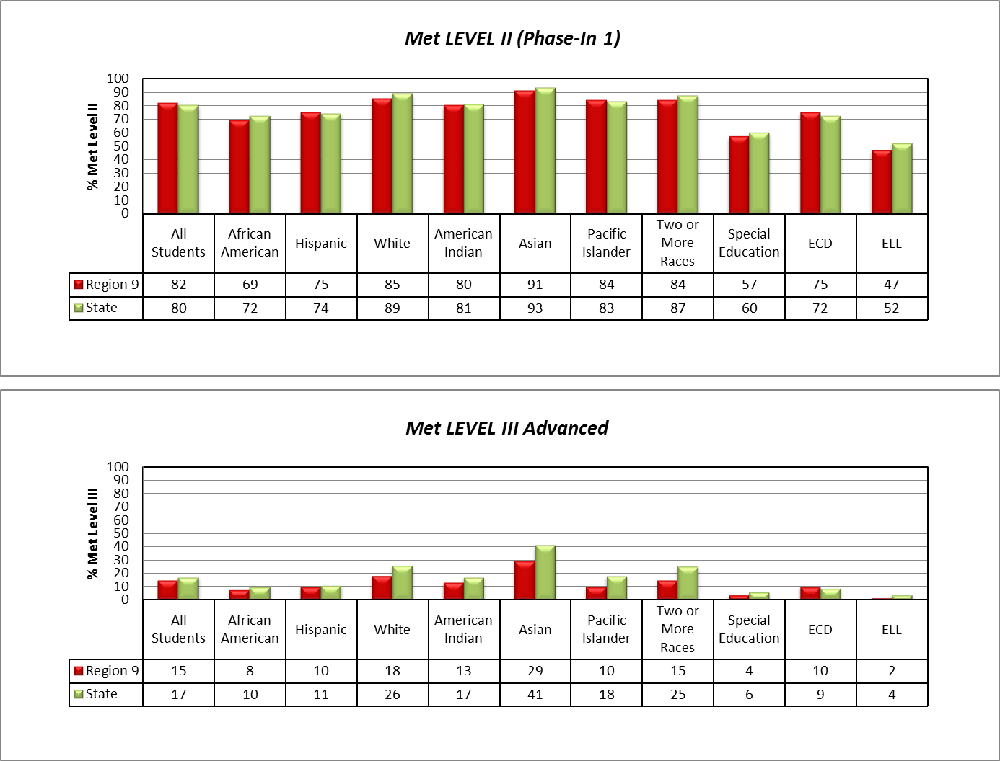 Met LEVEL II (Phase-In 1)
% Met Level II
100
90
80
70
60
50
40
30
20
10
0
All Students African American Hispanic White American Indian Asian Pacific Islander Two or More Races Special Education ECD ELL
Region 9 82 69 75 85 80 91 84 84 57 75 47
State 80 72 74 89 81 93 83 87 60 72 52
Met LEVEL III Advanced
% Met Level III
100
90
80
70
60
50
40
30
20
10
0
All Students African American Hispanic White American Indian Asian Pacific Islander Two or More Races Special Education ECD ELL
Region 9 15 8 10 18 13 29 10 15 4 10 2
State 17 10 11 26 17 41 18 25 6 9 4